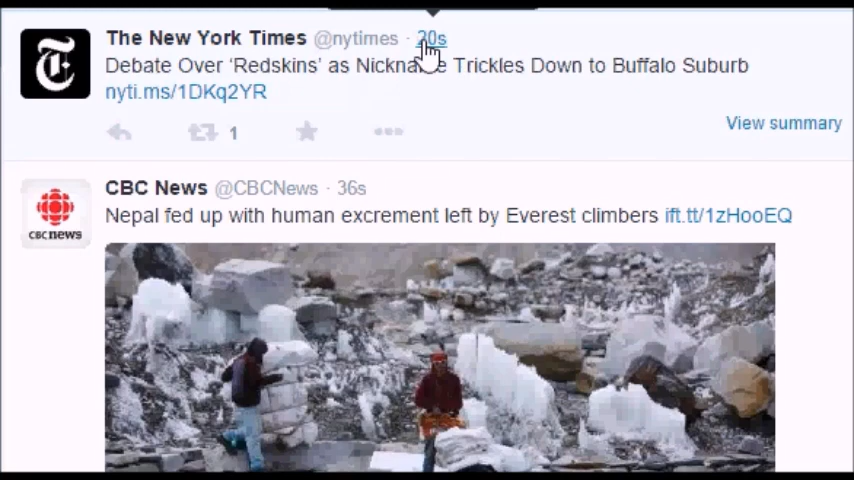 The New York Times @nytimes · 20s
Debate Over ‘Redskins’ as Nickname Trickles Down to Buffalo Suburb
nyti.ms/1DKq2YR
1
View summary
CBC News @CBCNews · 36s
Nepal fed up with human excrement left by Everest climbers ift.tt/1zHooEQ
CBCNEWS